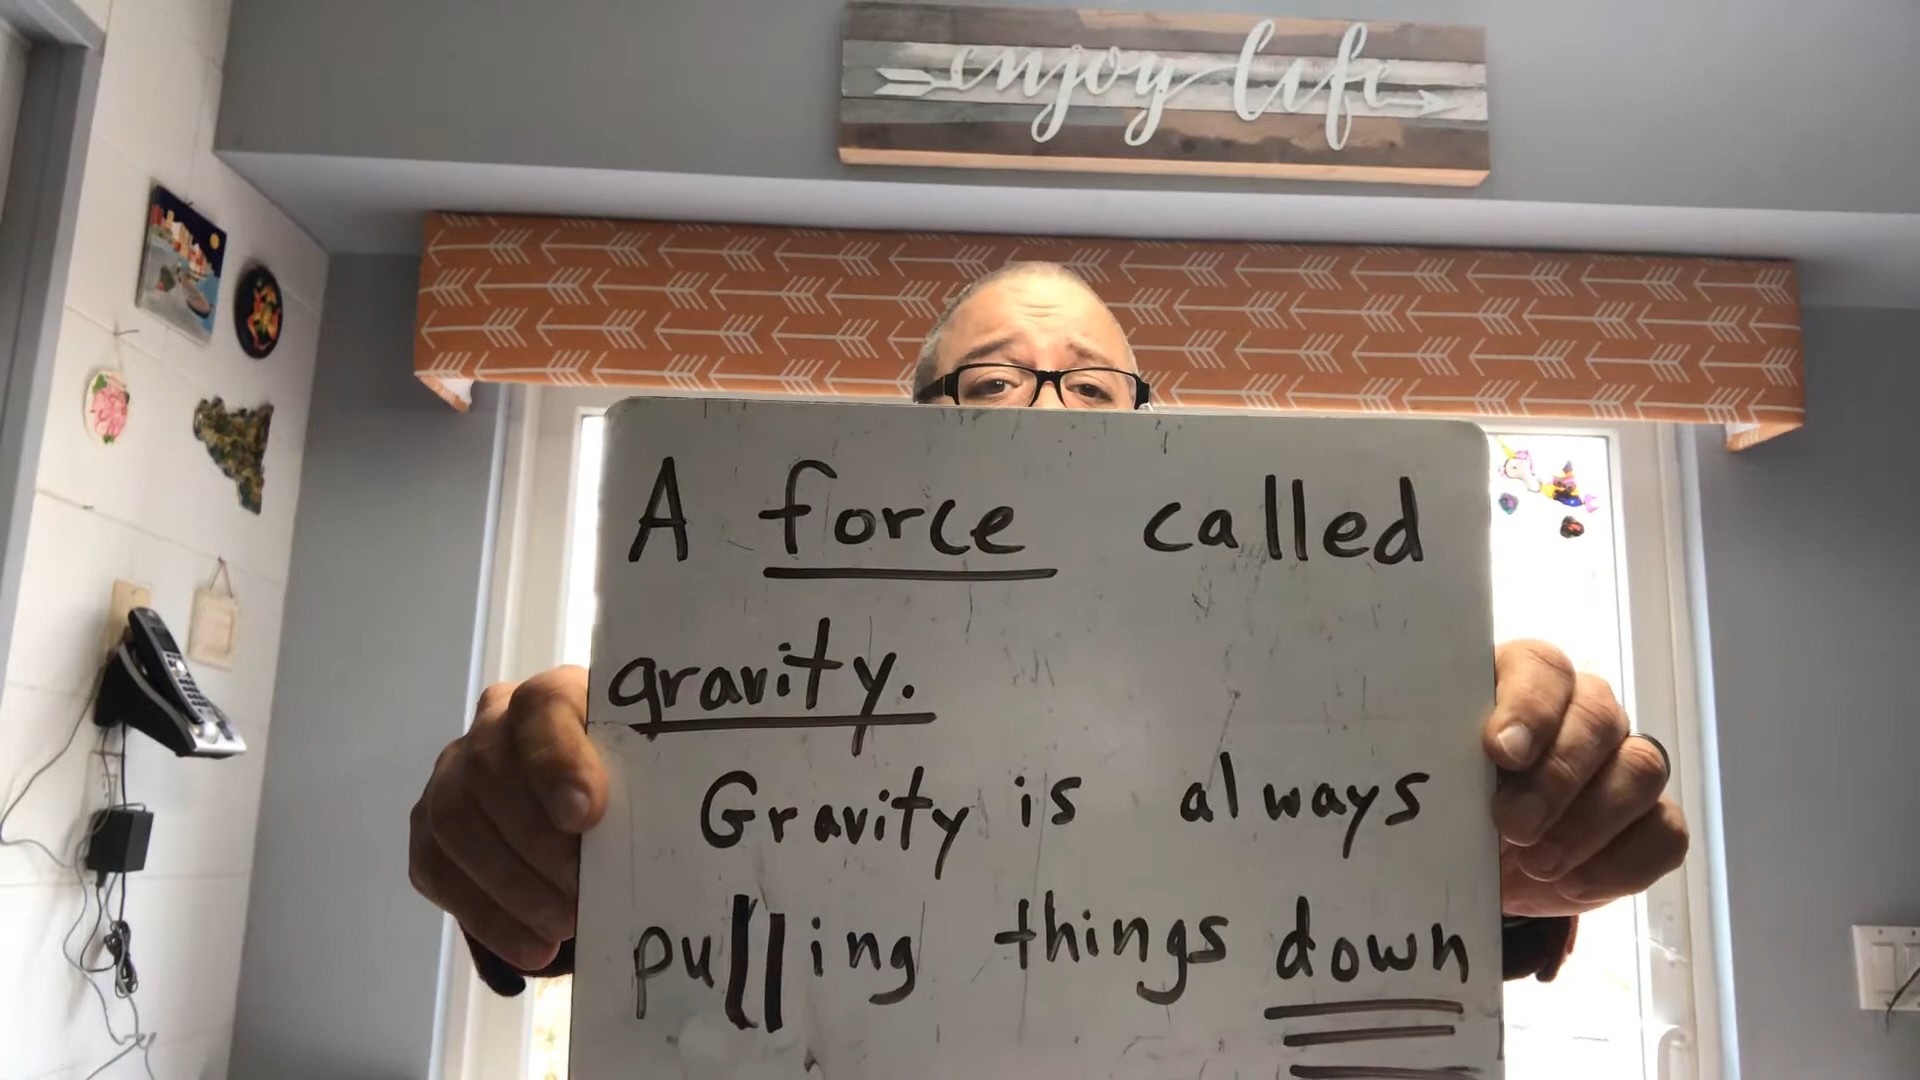 enjoy life
A force called
gravity.
Gravity is always
pulling things down